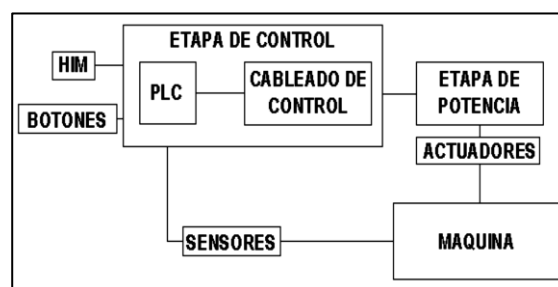 ETAPA DE CONTROL
HIM
PLC
CABLEADO DE
CONTROL
ETAPA DE
POTENCIA
BOTONES
ACTUADORES
SENSORES
MAQUINA